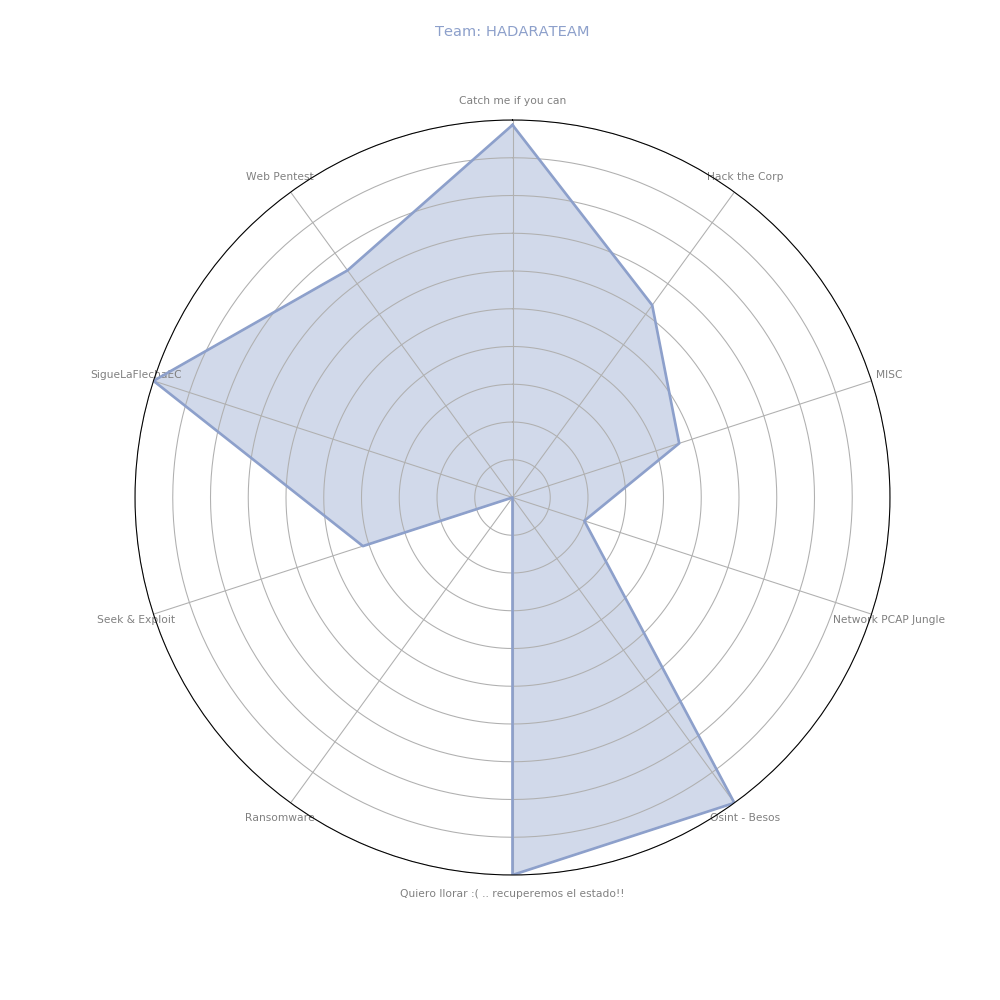 Team: HADARATEAM
Catch me if you can
Web Pentest
Hack the Corp
SigueLaFlechaEC
MISC
Seek & Exploit
Network PCAP Jungle
Ransomware
Osint - Besos
Quiero llorar :( .. recuperemos el estado!!